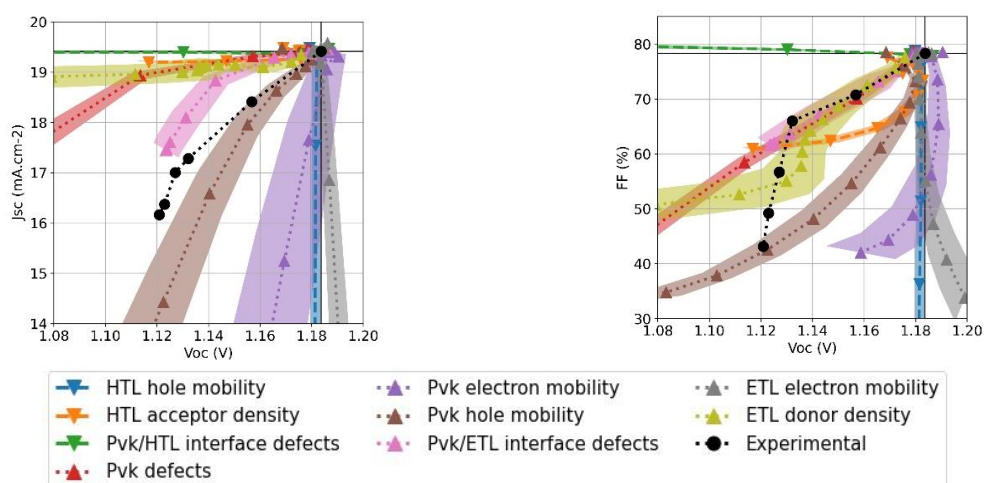 20
19
18
17
16
15
14
Jsc (mA.cm-2)
1.08 1.10 1.12 1.14 1.16 1.18 1.20
Voc (V)
80
70
60
50
40
30
FF (%)
1.08 1.10 1.12 1.14 1.16 1.18 1.20
Voc (V)
HTL hole mobility
HTL acceptor density
Pvk/HTL interface defects
Pvk defects
Pvk electron mobility
Pvk hole mobility
Pvk/ETL interface defects
ETL electron mobility
ETL donor density
Experimental